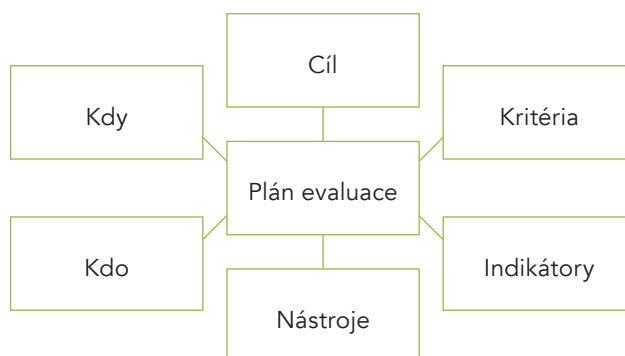 Cíl
Kdy
Kritéria
Plán evaluace
Kdo
Indikátory
Nástroje